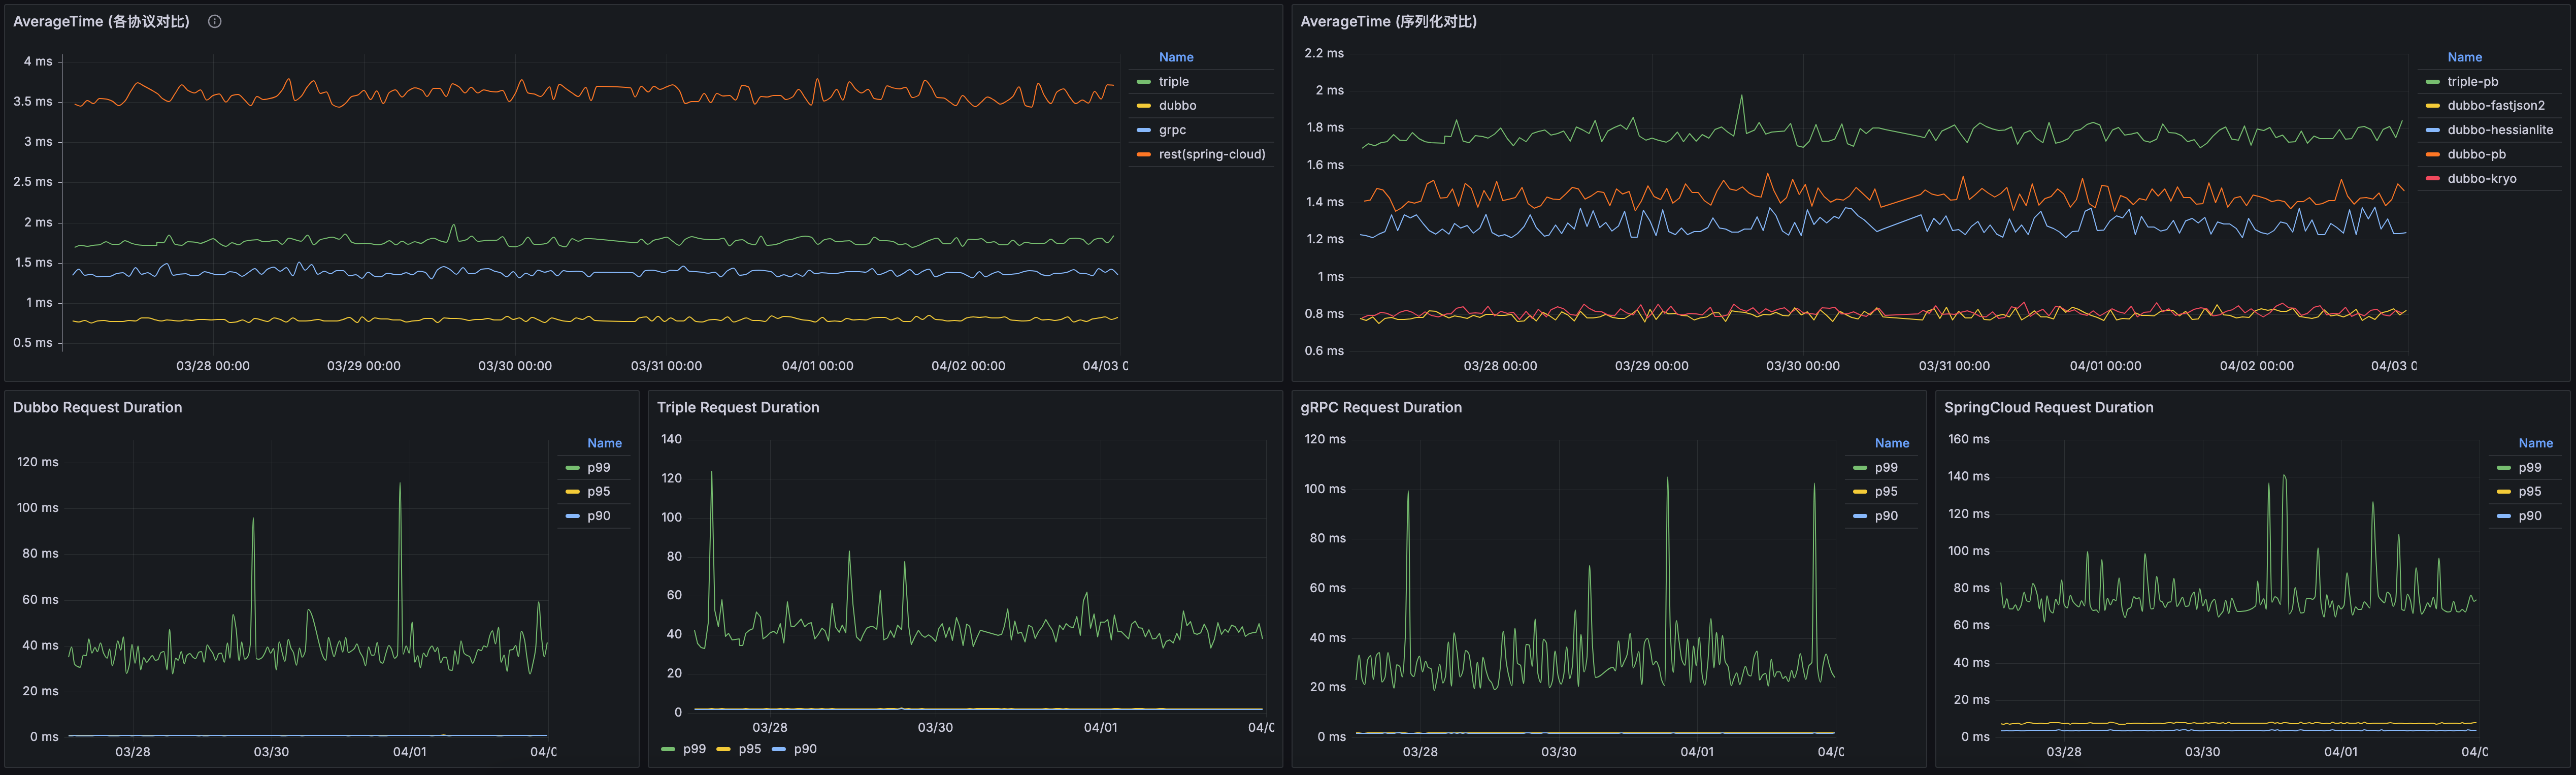 AverageTime (各协议对比)
4 ms
3.5 ms
3 ms
2.5 ms
2 ms
1.5 ms
1 ms
0.5 ms
03/28 00:00
03/29 00:00
03/30 00:00
03/31 00:00
04/01 00:00
04/02 00:00
04/03 0
Name
triple
dubbo
grpc
rest(spring-cloud)
AverageTime (序列化对比)
2.2 ms
2 ms
1.8 ms
1.6 ms
1.4 ms
1.2 ms
1 ms
0.8 ms
0.6 ms
03/28 00:00
03/29 00:00
03/30 00:00
03/31 00:00
04/01 00:00
04/02 00:00
04/03 0
Name
triple-pb
dubbo-fastjson2
dubbo-hessianlite
dubbo-pb
dubbo-kryo
Dubbo Request Duration
120 ms
100 ms
80 ms
60 ms
40 ms
20 ms
0 ms
03/28
03/30
04/01
04/0
Name
p99
p95
p90
Triple Request Duration
140
120
100
80
60
40
20
0
03/28
03/30
04/01
04/0
p99
p95
p90
gRPC Request Duration
120 ms
100 ms
80 ms
60 ms
40 ms
20 ms
0 ms
03/28
03/30
04/01
04/0
Name
p99
p95
p90
SpringCloud Request Duration
160 ms
140 ms
120 ms
100 ms
80 ms
60 ms
40 ms
20 ms
0 ms
03/28
03/30
04/01
04/0
Name
p99
p95
p90